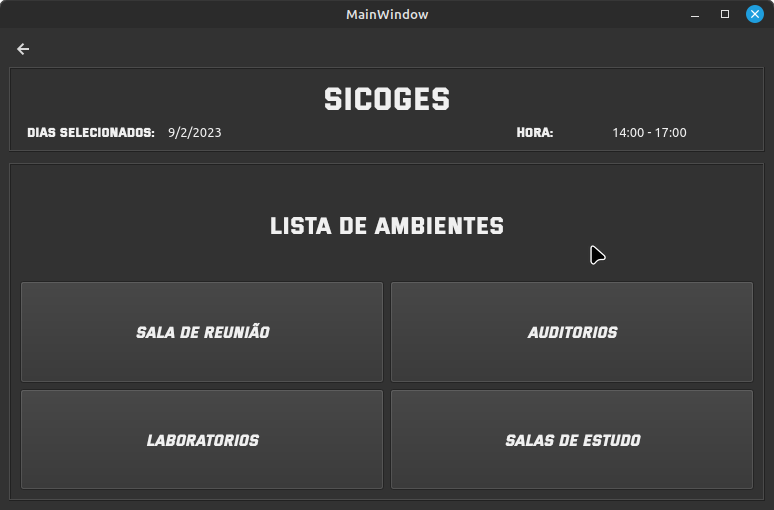 MainWindow
SICOGES
DIAS SELECIONADOS: 9/2/2023 HORA: 14:00 - 17:00
LISTA DE AMBIENTES
SALA DE REUNIÃO AUDITORIOS
LABORATORIOS SALAS DE ESTUDO